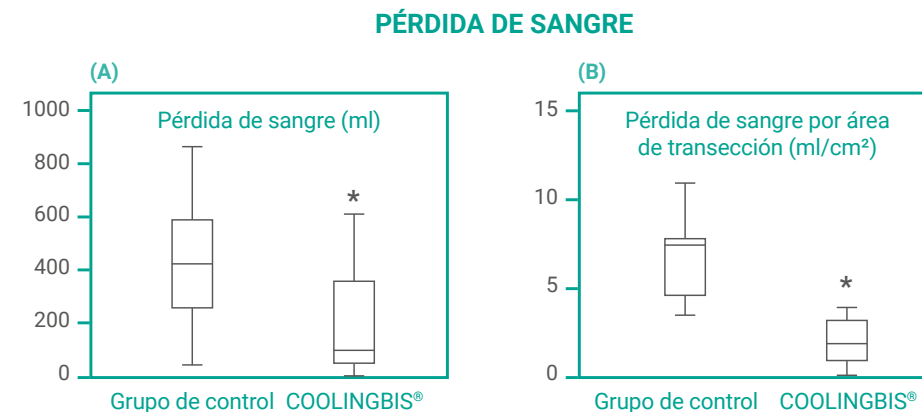 PÉRDIDA DE SANGRE
(A)
Pérdida de sangre (ml)
1000
800
600
400
200
0
*
Grupo de control COOLINGBIS®
(B)
Pérdida de sangre por área
de transección (ml/cm²)
15
10
5
0
*
Grupo de control COOLINGBIS®